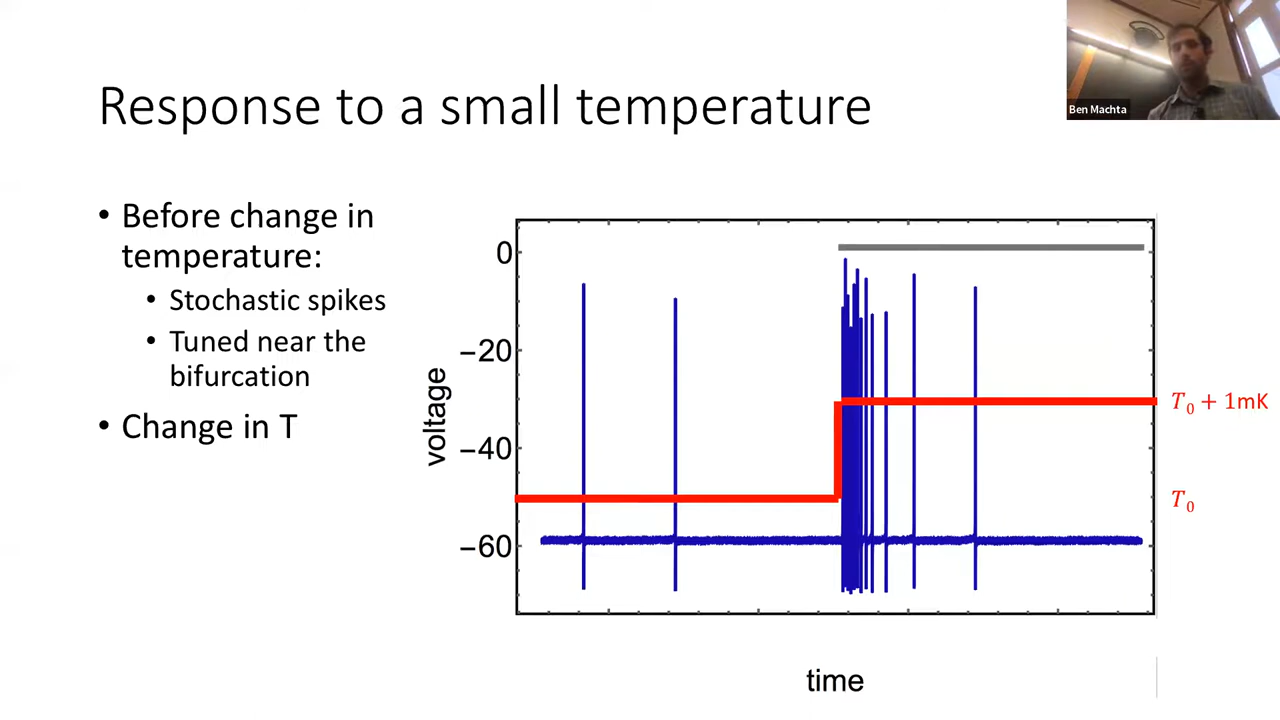 Response to a small temperature
Ben Machta
• Before change in
temperature:
• Stochastic spikes
• Tuned near the
bifurcation
• Change in T
voltage
0
−20
−40
−60
T₀ + 1mK
T₀
time